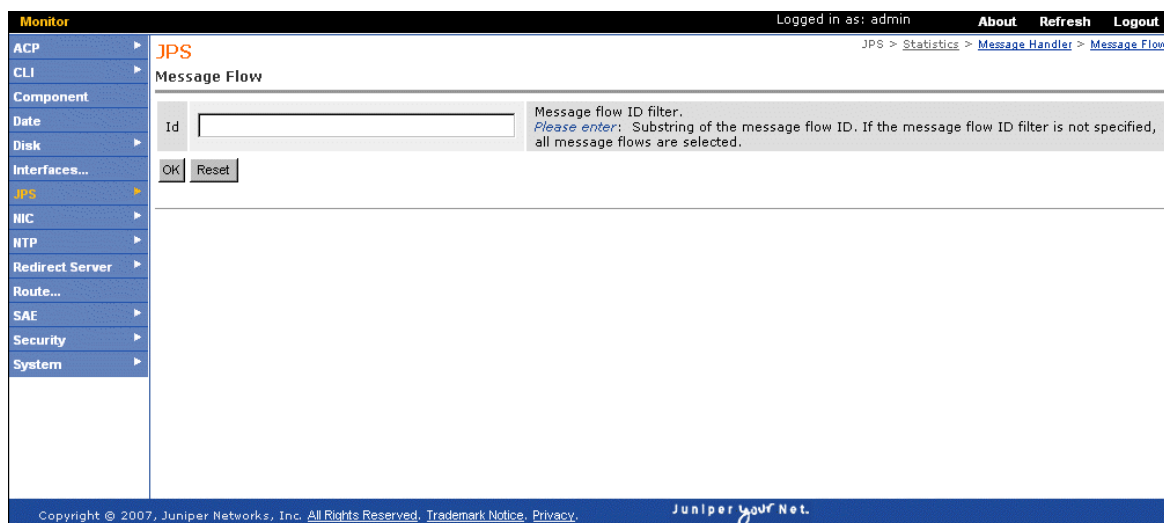 Monitor
Logged in as: admin
About Refresh Logout
ACP
CLI
Component
Date
Disk
Interfaces...
JPS
NIC
NTP
Redirect Server
Route...
SAE
Security
System
JPS > Statistics > Message Handler > Message Flow
JPS
Message Flow
Id
Message flow ID filter.
Please enter: Substring of the message flow ID. If the message flow ID filter is not specified,
all message flows are selected.
OK Reset
Copyright © 2007, Juniper Networks, Inc. All Rights Reserved. Trademark Notice. Privacy.
Juniper your Net.